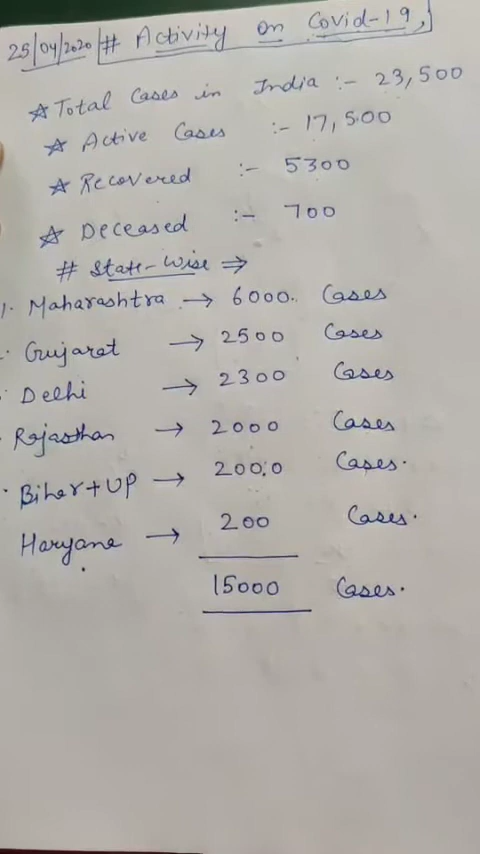 25/04/2020 # Activity on Covid-19,
☆ Total Cases in India :- 23,500
☆ Active Cases :- 17,500
☆ Recovered :- 5300
☆ Deceased :- 700
# State-Wise ⇒
1. Maharashtra → 6000.. Cases
. Gujarat → 2500 Cases
. Delhi → 2300 Cases
. Rajasthan → 2000 Cases
. Bihar+UP → 2000 Cases.
Haryana → 200 Cases.
15000 Cases.